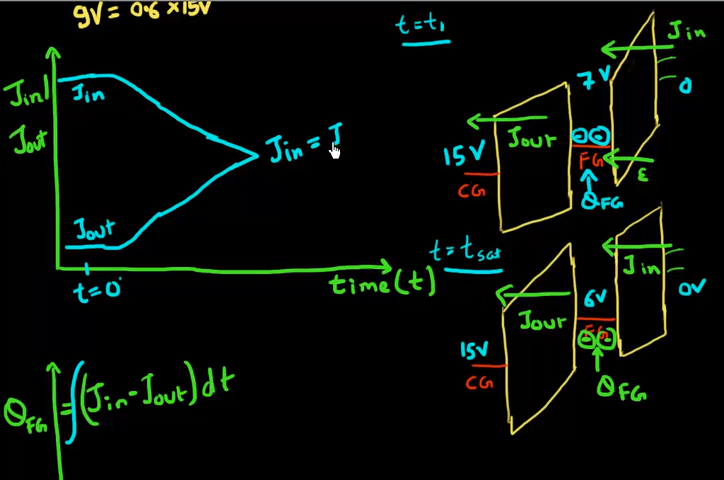 9V = 0.6 × 15V
t = t₁
Jin
Jin/
Jout
Jin
Jin = J
Jout
t=0
time(t)
7V
0
Jout
15V
CG
FG
ε
QFG
t = tsat
Jin
6V
0V
Jout
15V
CG
FG
QFG
QFG = ∫(Jin - Jout) dt